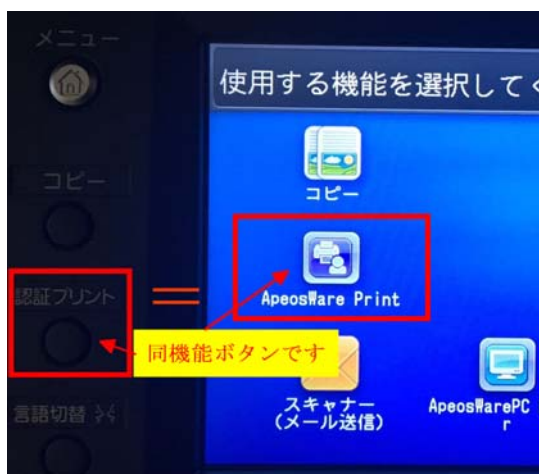 メニュー
使用する機能を選択して
コピー
コピー
認証プリント
=
ApeosWare Print
同機能ボタンです
言語切替
スキャナー
(メール送信)
ApeosWarePC
r